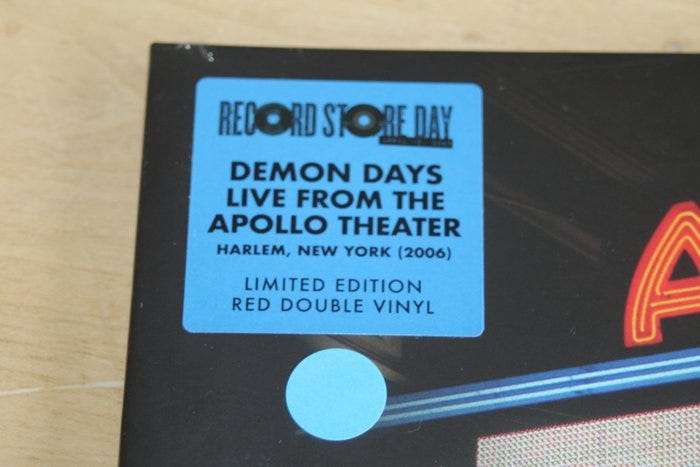 RECORD STORE DAY
DEMON DAYS
LIVE FROM THE
APOLLO THEATER
HARLEM, NEW YORK (2006)
LIMITED EDITION
RED DOUBLE VINYL
A